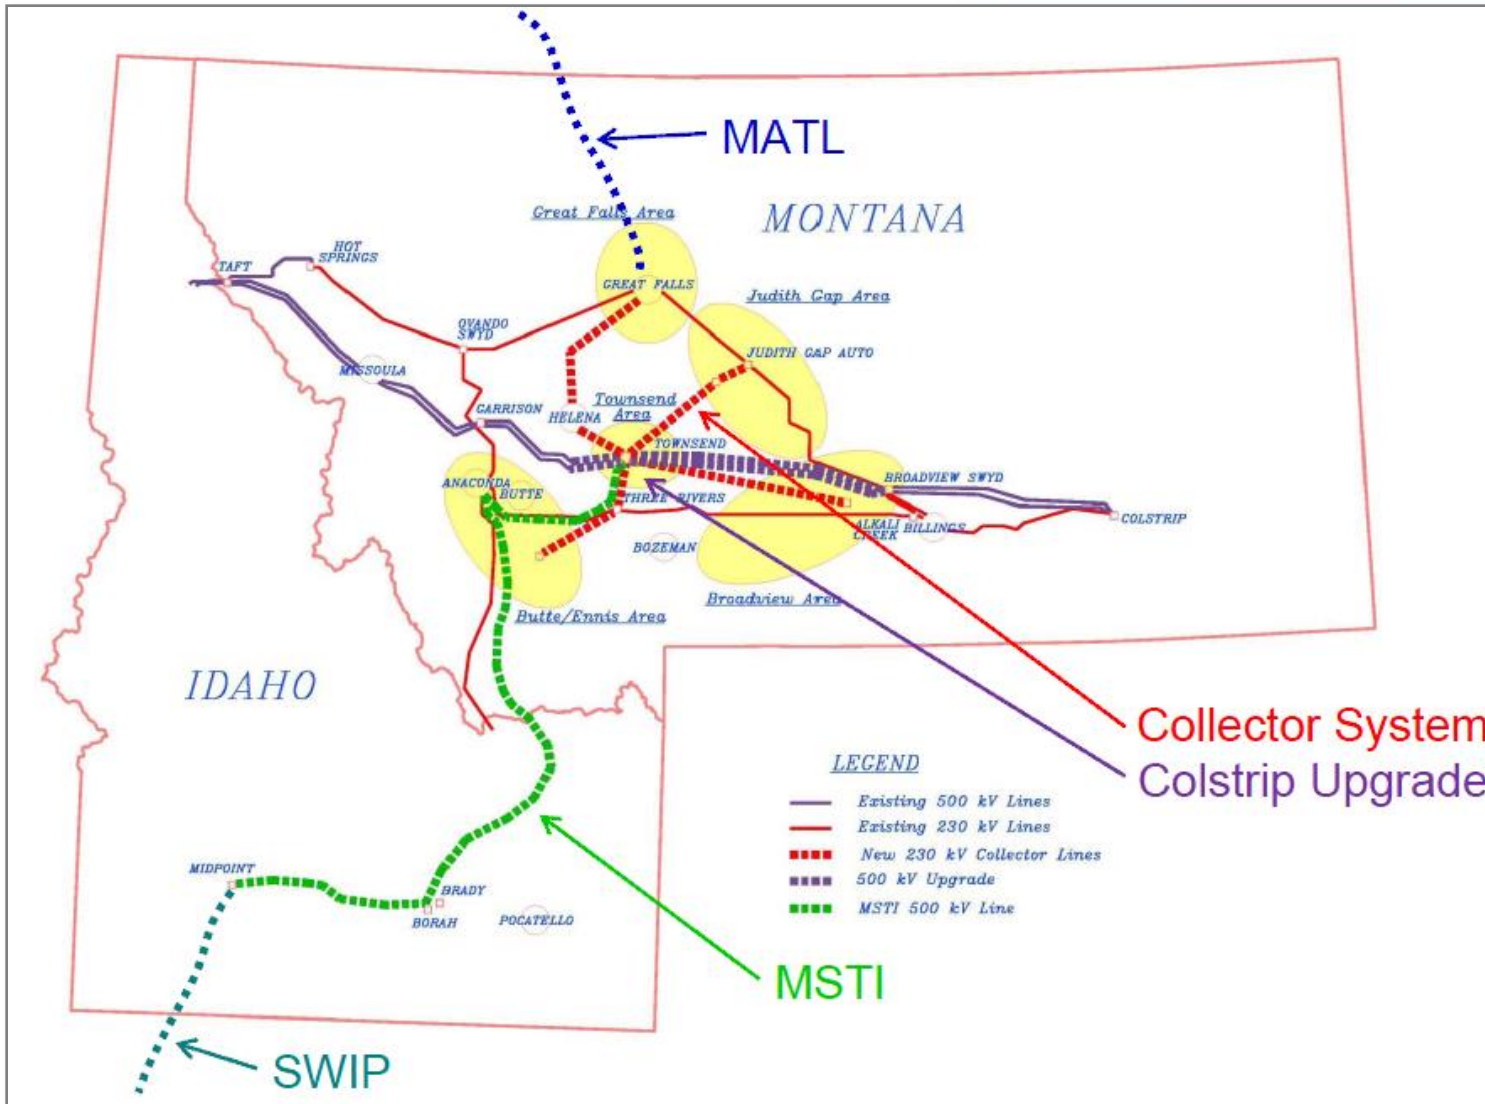 MATL
Great Falls Area
MONTANA
HOT
SPRINGS
TAFT
GREAT FALLS
Judith Gap Area
OVANDO
SWYD
JUDITH GAP AUTO
MISSOULA
Townsend
Area
GARRISON
HELENA
TOWNSEND
ANACONDA
BUTTE
BROADVIEW SWYD
THREE RIVERS
COLSTRIP
ALKALI
CREEK
BILLINGS
BOZEMAN
Broadview Area
Butte/Ennis Area
IDAHO
Collector System
Colstrip Upgrade
LEGEND
Existing 500 kV Lines
Existing 230 kV Lines
New 230 kV Collector Lines
500 kV Upgrade
MSTI 500 kV Line
MIDPOINT
BRADY
BORAH
POCATELLO
MSTI
SWIP